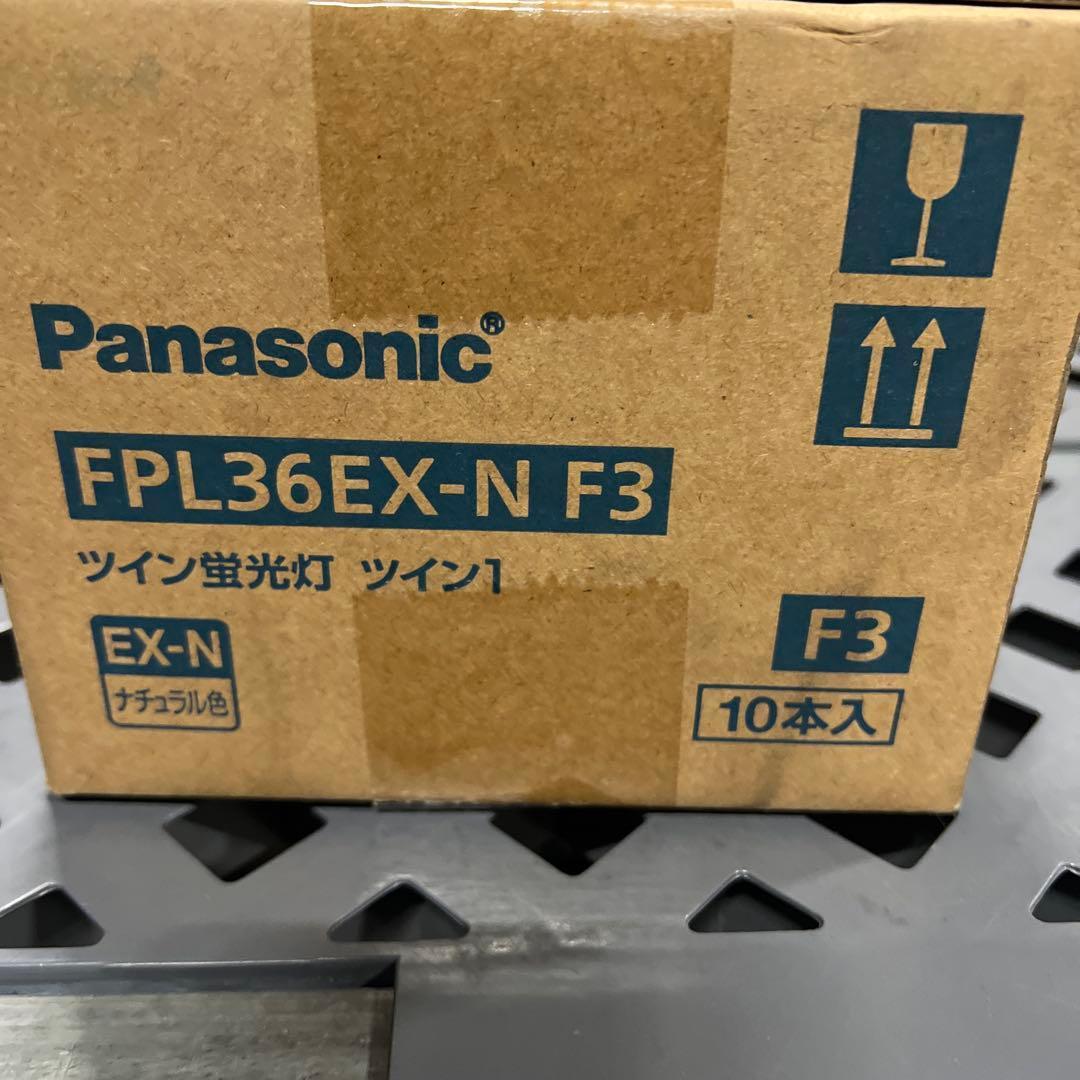 Panasonic®
FPL36EX-N F3
ツイン蛍光灯 ツイン1
EX-N
ナチュラル色
F3
10本入